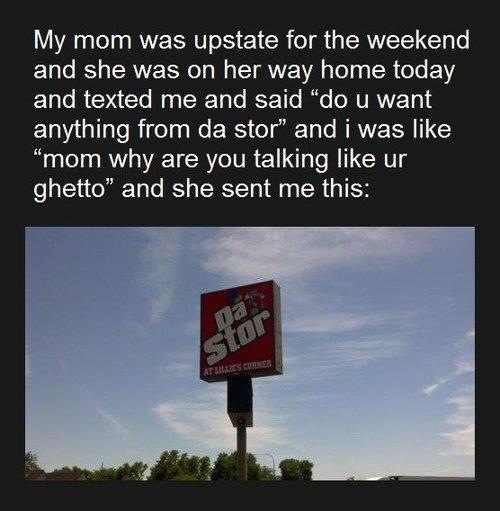 My mom was upstate for the weekend
and she was on her way home today
and texted me and said “do u want
anything from da stor” and i was like
“mom why are you talking like ur
ghetto” and she sent me this:
Da
Stor
AT LILLIE'S CORNER